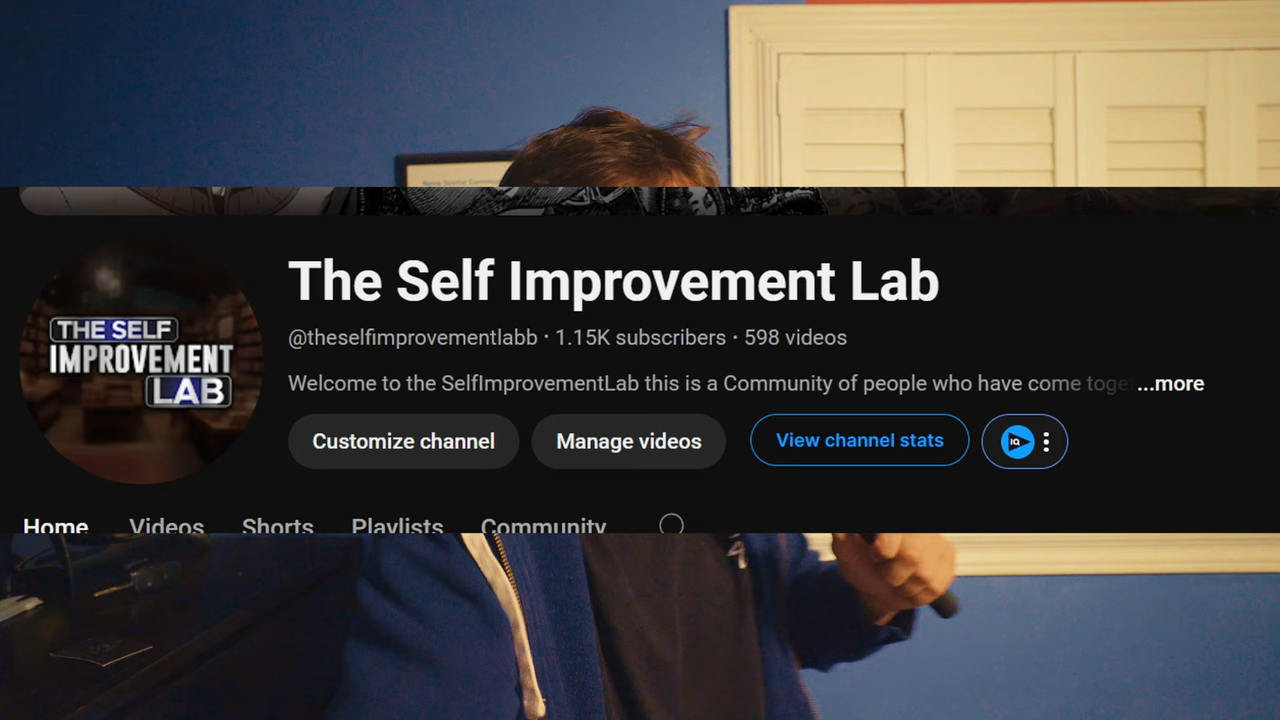 The Self Improvement Lab
THE SELF
IMPROVEMENT
LAB
@theselfimprovementlabb · 1.15K subscribers · 598 videos
Welcome to the SelfImprovementLab this is a Community of people who have come toge ...more
Customize channel Manage videos View channel stats IQ
Home Videos Shorts Playlists Community